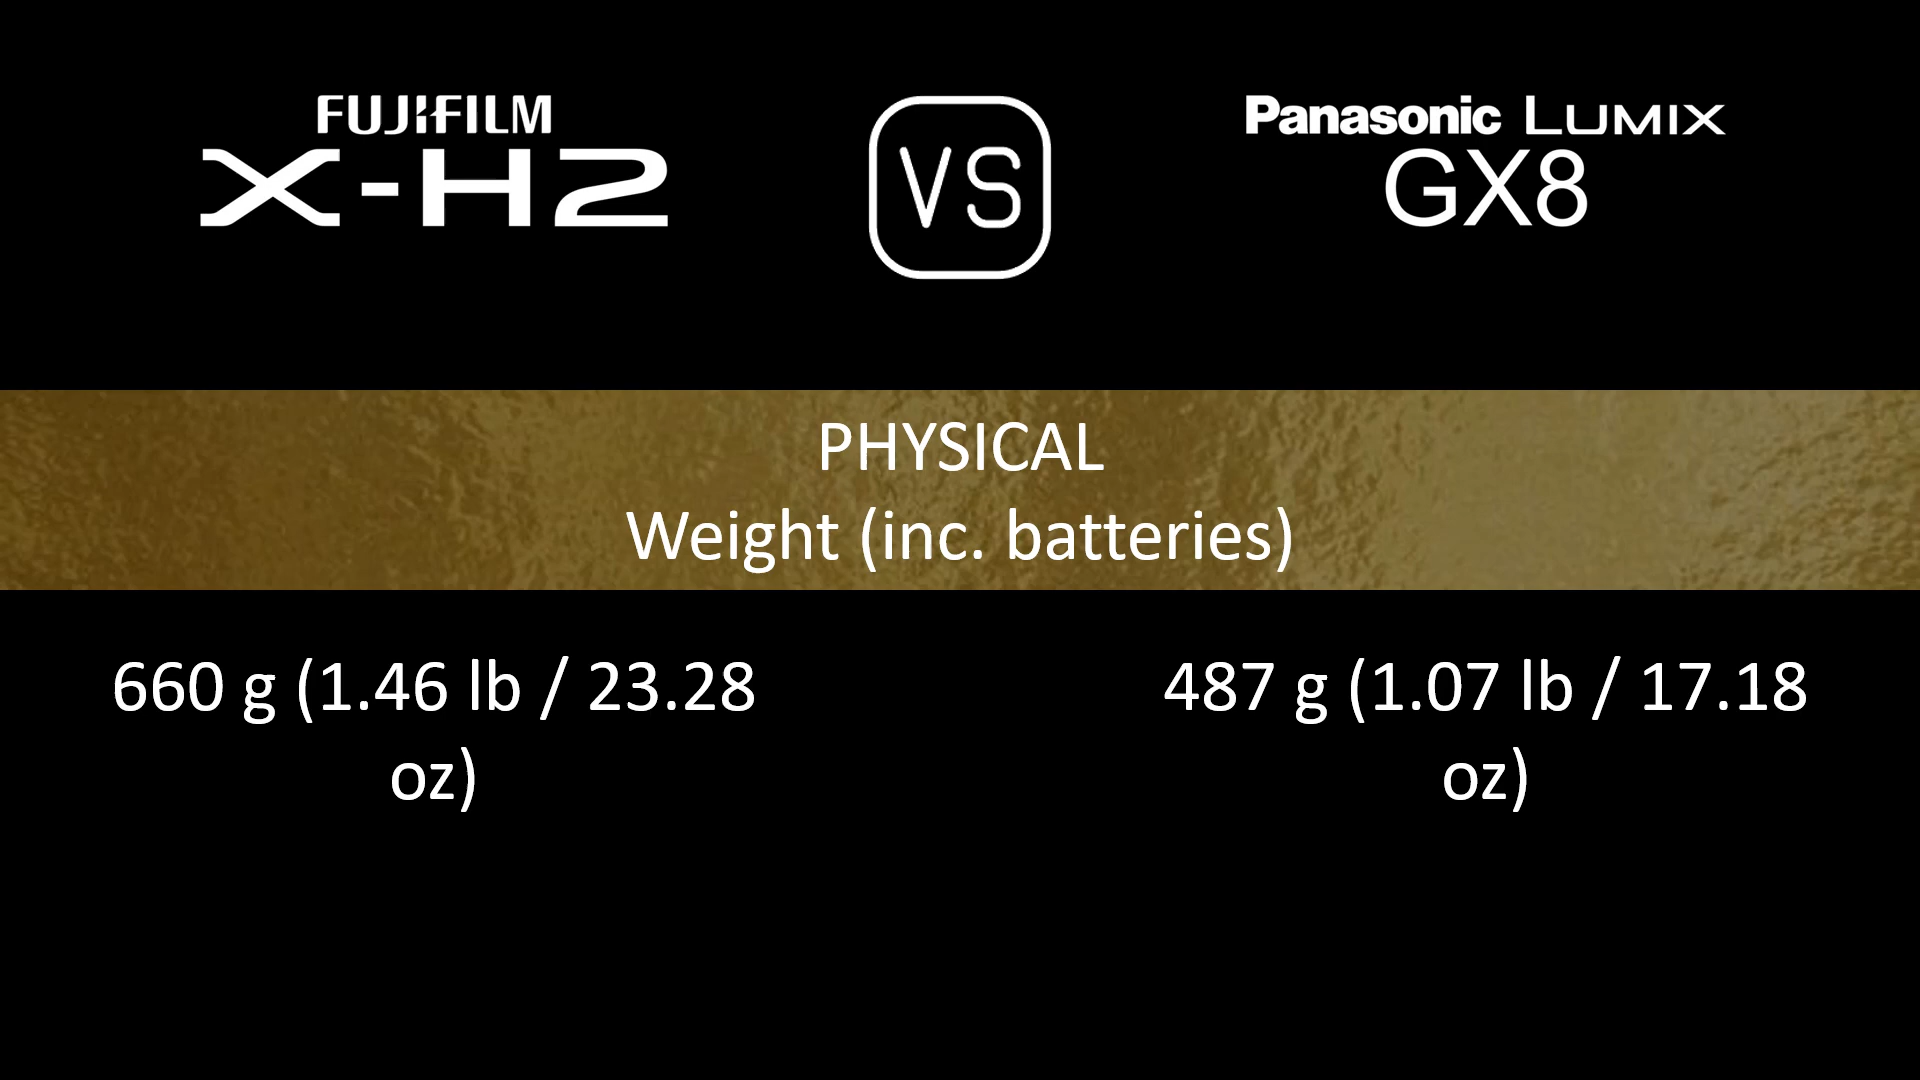 FUJIFILM
X-H2
VS
Panasonic LUMIX
GX8
PHYSICAL
Weight (inc. batteries)
660 g (1.46 lb / 23.28
oz)
487 g (1.07 lb / 17.18
oz)